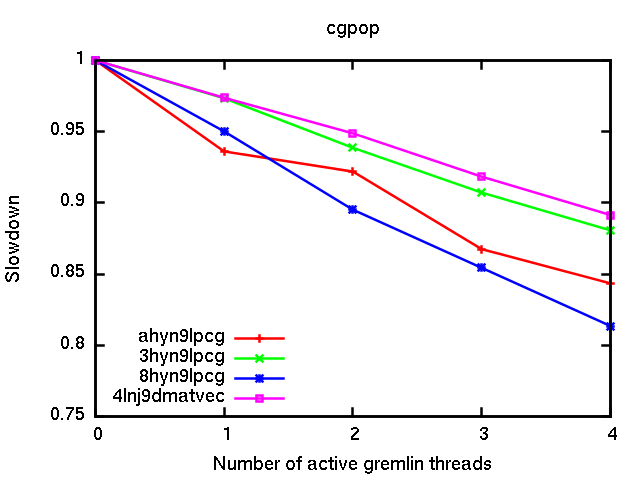 cgpop
1
0.95
0.9
0.85
0.8
0.75
Slowdown
ahyn9lpcg
3hyn9lpcg
8hyn9lpcg
4lnj9dmatvec
0 1 2 3 4
Number of active gremlin threads